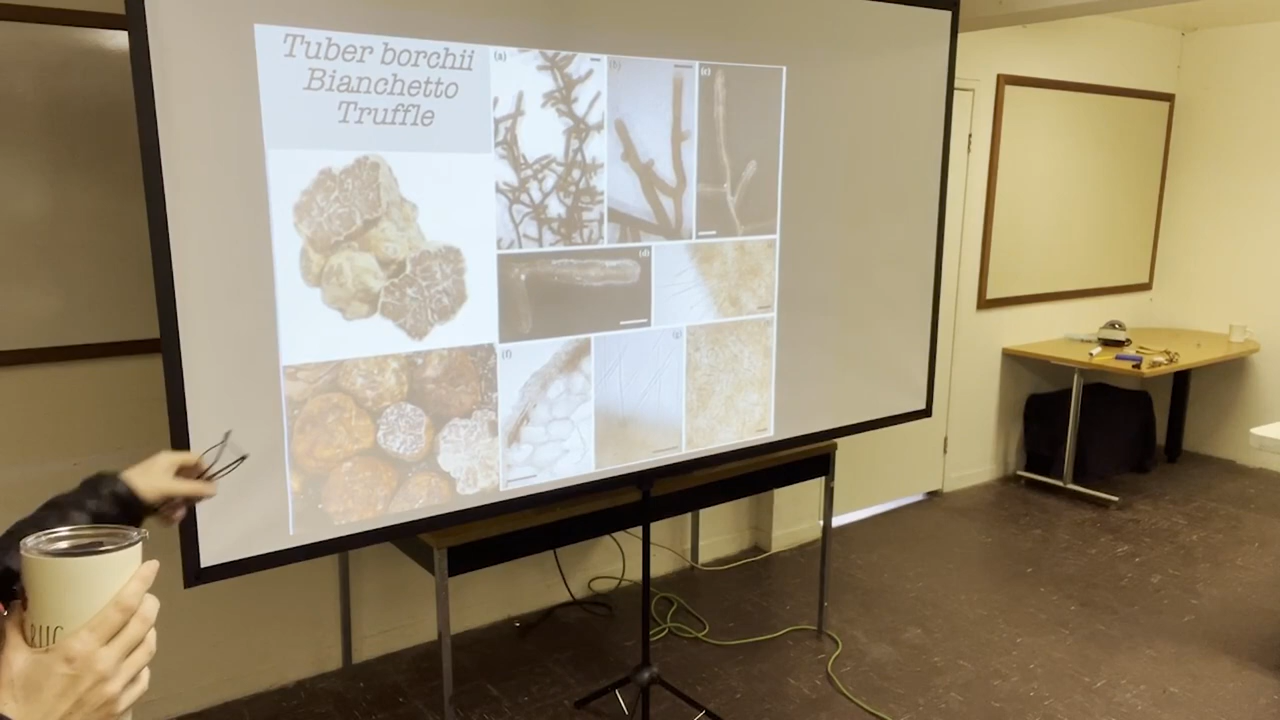 Tuber borchii
Bianchetto
Truffle
(a)
(b)
(c)
(d)
(f)
(g)